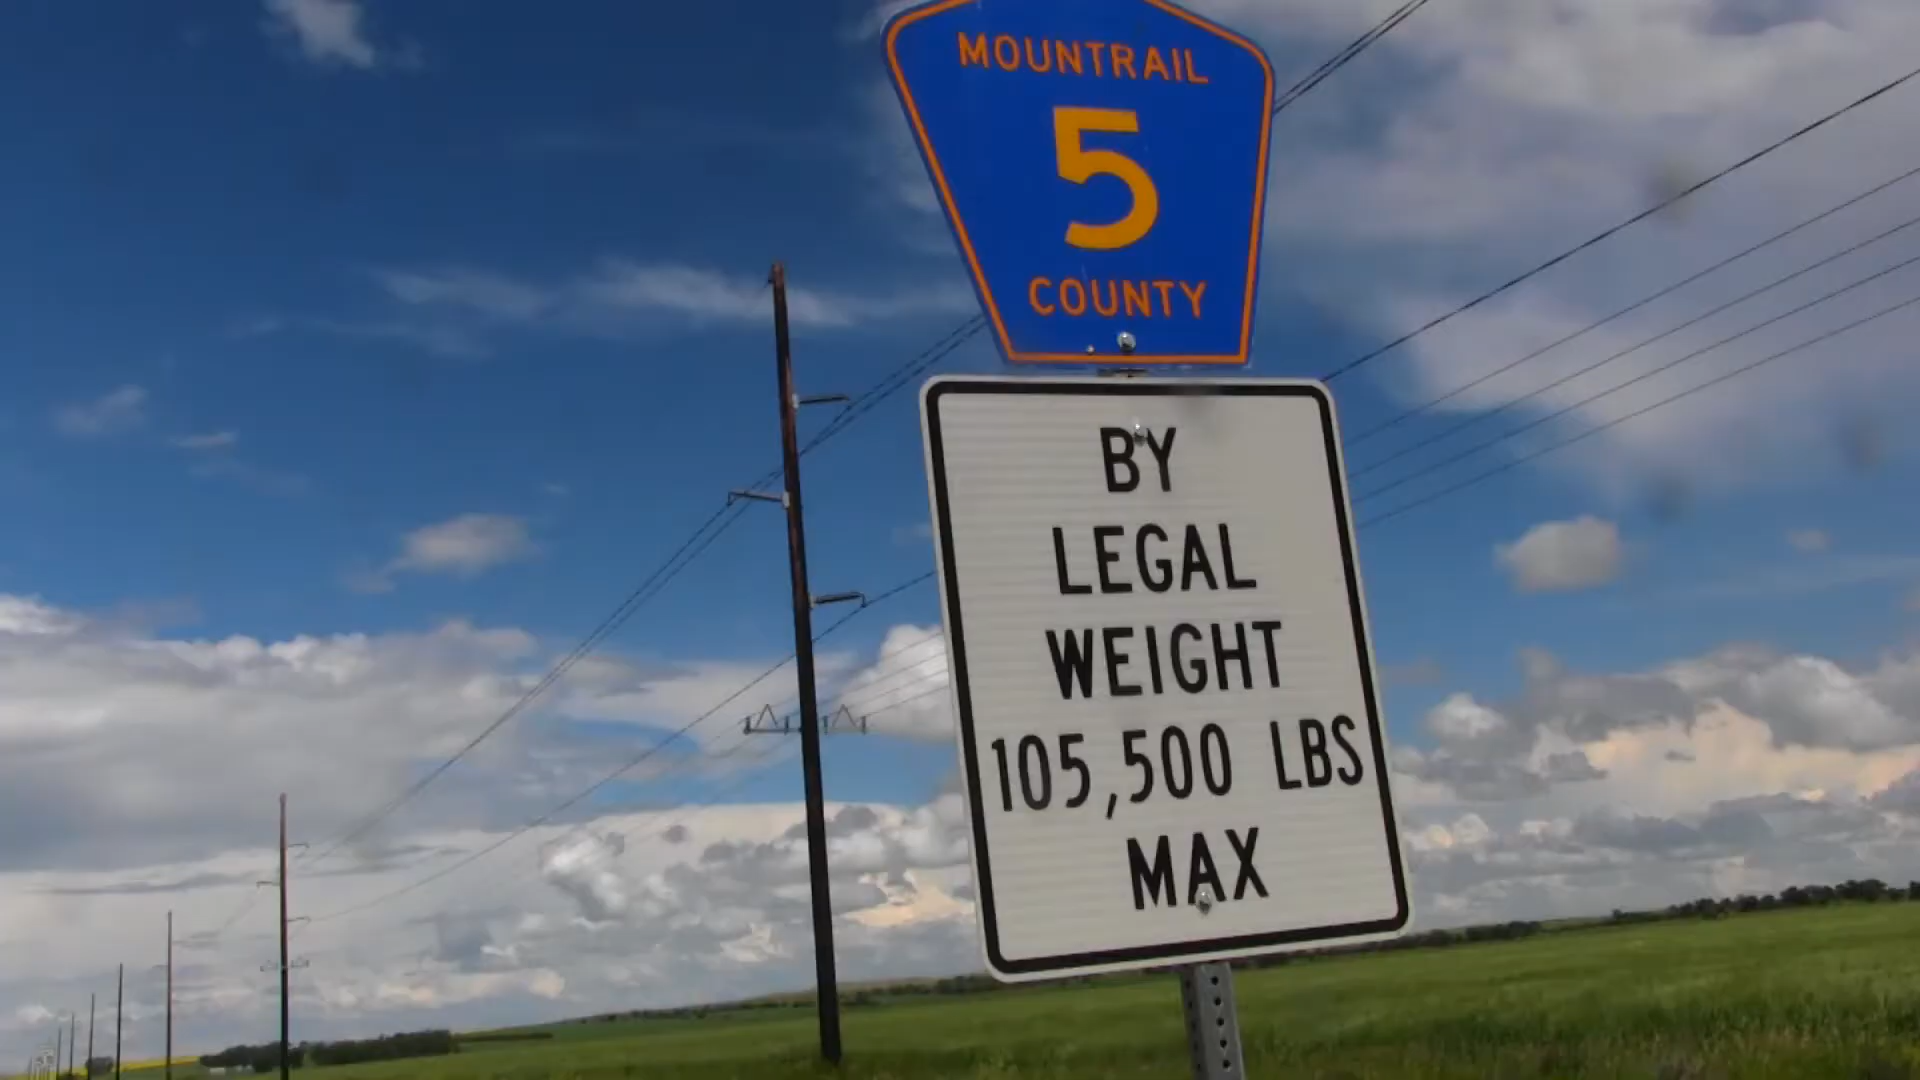 MOUNTRAIL
5
COUNTY
BY
LEGAL
WEIGHT
105,500 LBS
MAX